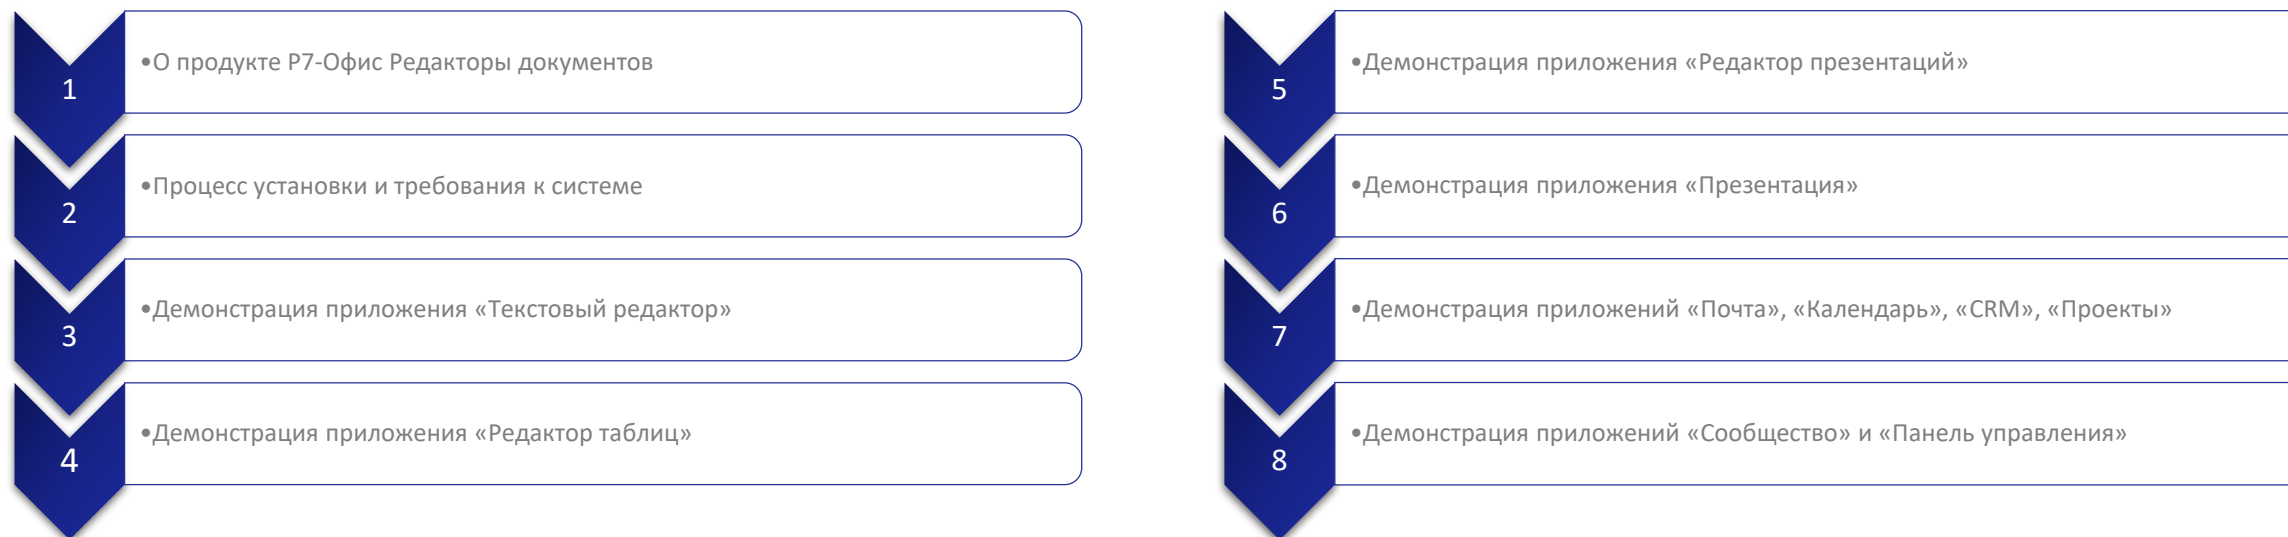 1
•О продукте Р7-Офис Редакторы документов
2
•Процесс установки и требования к системе
3
•Демонстрация приложения «Текстовый редактор»
4
•Демонстрация приложения «Редактор таблиц»
5
•Демонстрация приложения «Редактор презентаций»
6
•Демонстрация приложения «Презентация»
7
•Демонстрация приложений «Почта», «Календарь», «CRM», «Проекты»
8
•Демонстрация приложений «Сообщество» и «Панель управления»